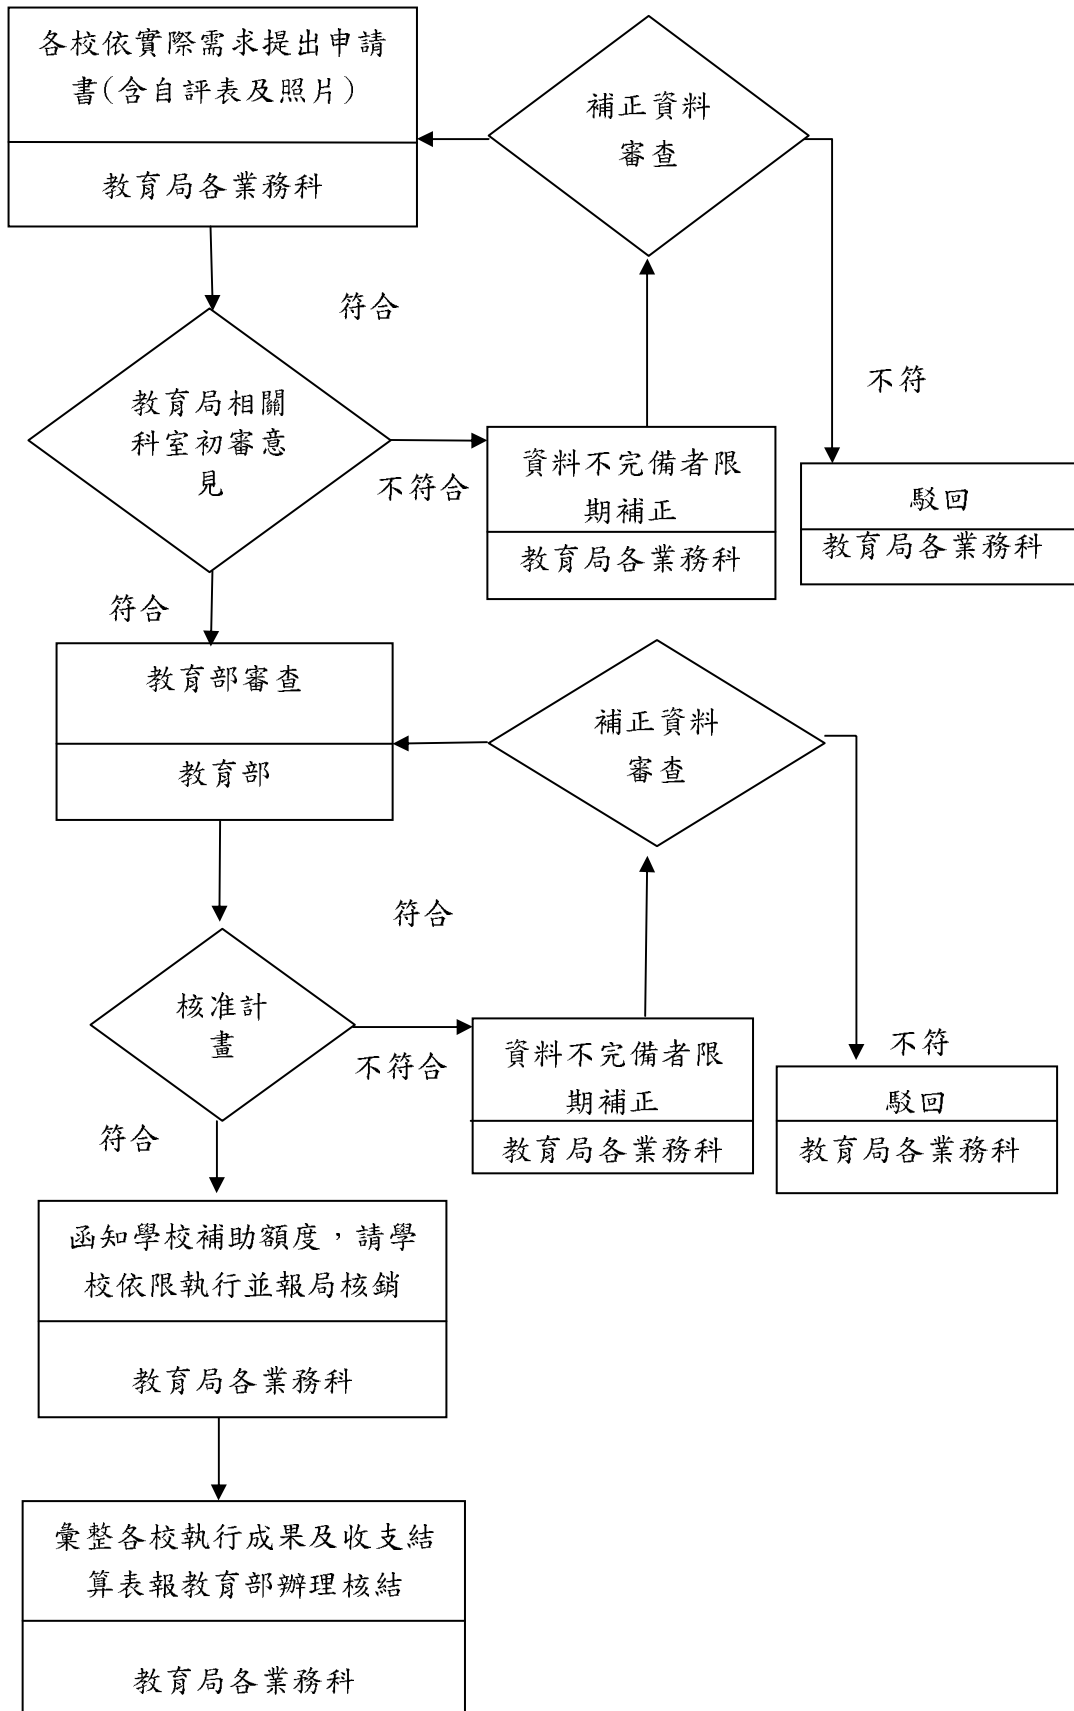 各校依實際需求提出申請
書(含自評表及照片)
教育局各業務科
補正資料
審查
符合
不符
教育局相關
科室初審意
見
不符合
資料不完備者限
期補正
教育局各業務科
駁回
教育局各業務科
符合
教育部審查
教育部
補正資料
審查
符合
核准計
畫
不符合
資料不完備者限
期補正
教育局各業務科
不符
駁回
教育局各業務科
符合
函知學校補助額度，請學
校依限執行並報局核銷
教育局各業務科
彙整各校執行成果及收支結
算表報教育部辦理核結
教育局各業務科